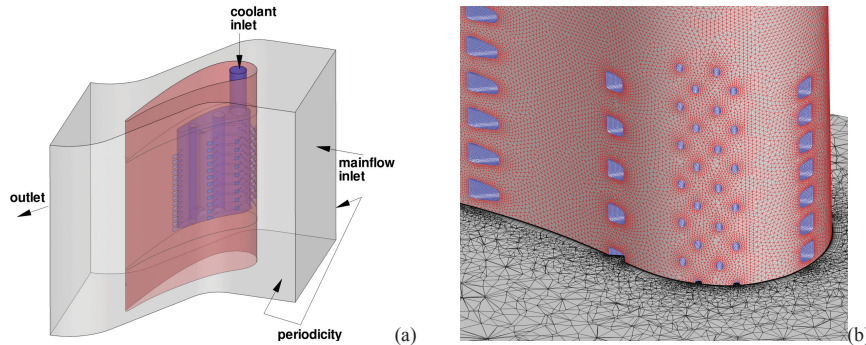 coolant
inlet
mainflow
inlet
outlet
periodicity
(a)
(b)